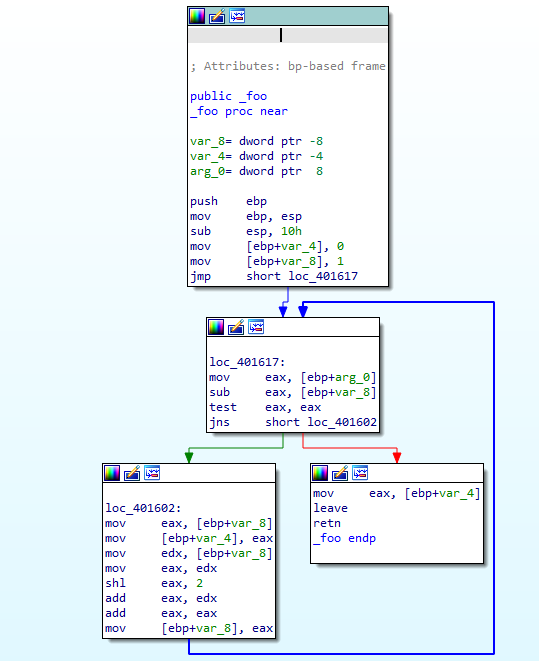 ; Attributes: bp-based frame
public _foo
_foo proc near
var_8= dword ptr -8
var_4= dword ptr -4
arg_0= dword ptr  8
push    ebp
mov     ebp, esp
sub     esp, 10h
mov     [ebp+var_4], 0
mov     [ebp+var_8], 1
jmp     short loc_401617
loc_401617:
mov     eax, [ebp+arg_0]
sub     eax, [ebp+var_8]
test    eax, eax
jns     short loc_401602
loc_401602:
mov     eax, [ebp+var_8]
mov     [ebp+var_4], eax
mov     edx, [ebp+var_8]
mov     eax, edx
shl     eax, 2
add     eax, edx
add     eax, eax
mov     [ebp+var_8], eax
mov     eax, [ebp+var_4]
leave
retn
_foo endp